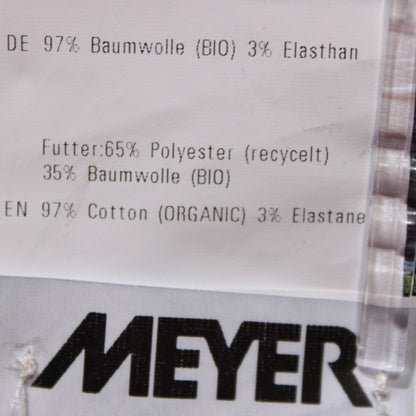 DE 97% Baumwolle (BIO) 3% Elasthan
Futter:65% Polyester (recycelt)
35% Baumwolle (BIO)
EN 97% Cotton (ORGANIC) 3% Elastane
MEYER